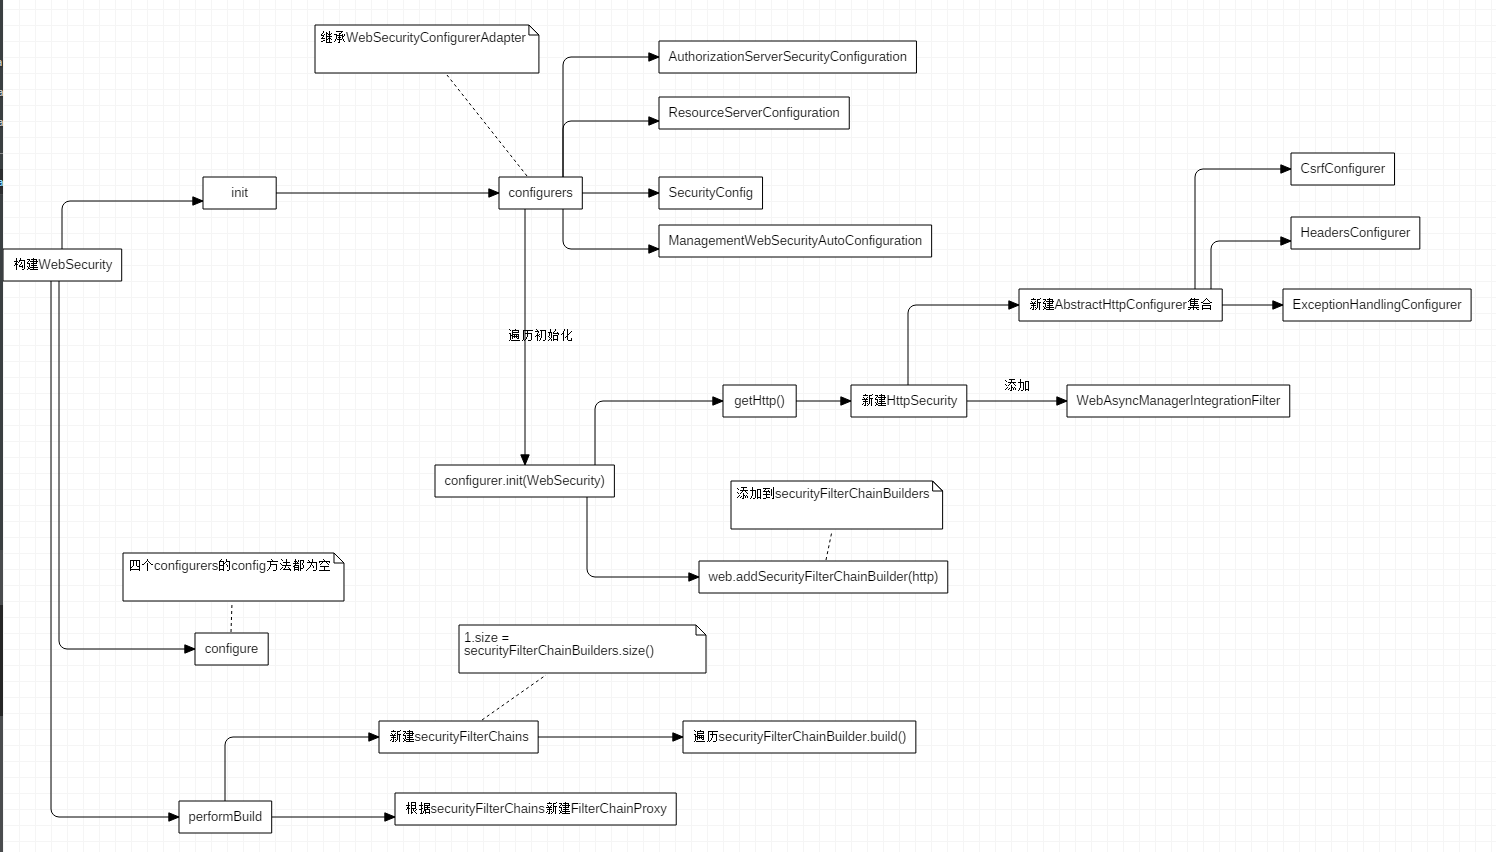 继承WebSecurityConfigurerAdapter
AuthorizationServerSecurityConfiguration
ResourceServerConfiguration
CsrfConfigurer
init
configurers
SecurityConfig
HeadersConfigurer
ManagementWebSecurityAutoConfiguration
构建WebSecurity
新建AbstractHttpConfigurer集合
ExceptionHandlingConfigurer
遍历初始化
添加
getHttp()
新建HttpSecurity
WebAsyncManagerIntegrationFilter
configurer.init(WebSecurity)
添加到securityFilterChainBuilders
四个configurers的config方法都为空
web.addSecurityFilterChainBuilder(http)
configure
1.size =
securityFilterChainBuilders.size()
新建securityFilterChains
遍历securityFilterChainBuilder.build()
performBuild
根据securityFilterChains新建FilterChainProxy